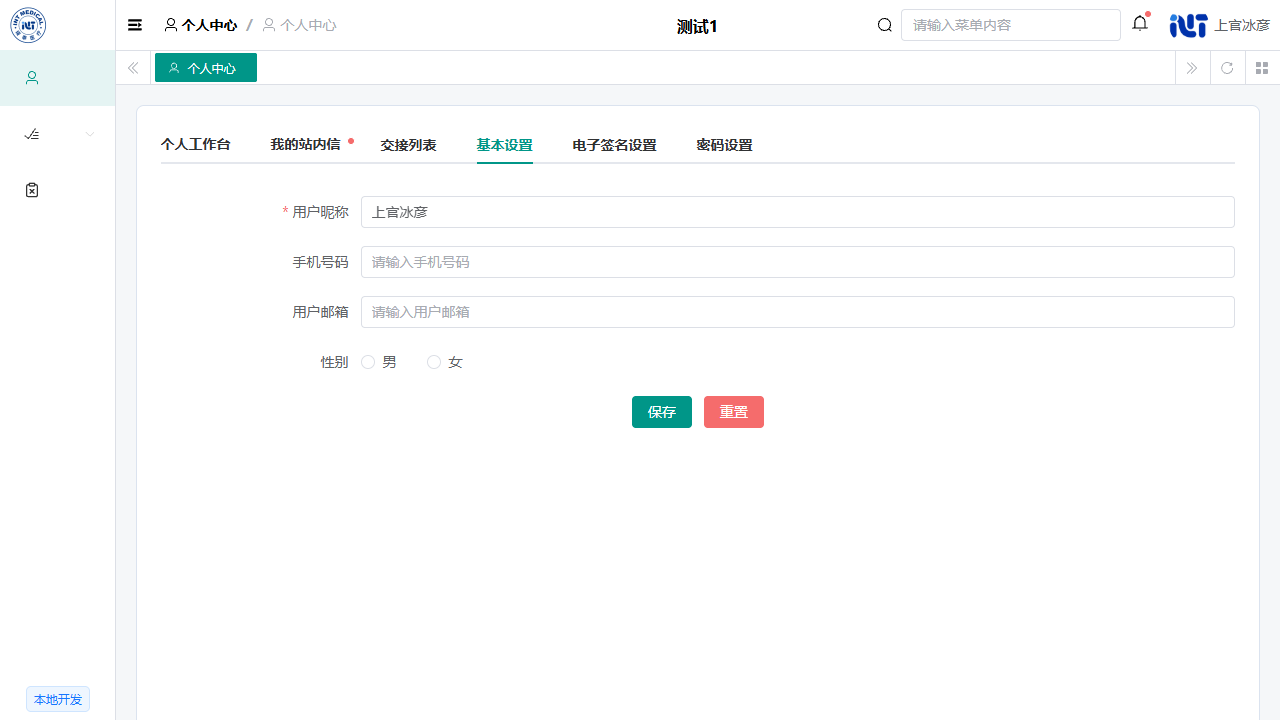 个人中心 / 个人中心
测试1
请输入菜单内容
上官冰彦
个人中心
个人工作台 我的站内信 交接列表 基本设置 电子签名设置 密码设置
* 用户昵称 上官冰彦
手机号码 请输入手机号码
用户邮箱 请输入用户邮箱
性别 男 女
保存 重置
本地开发